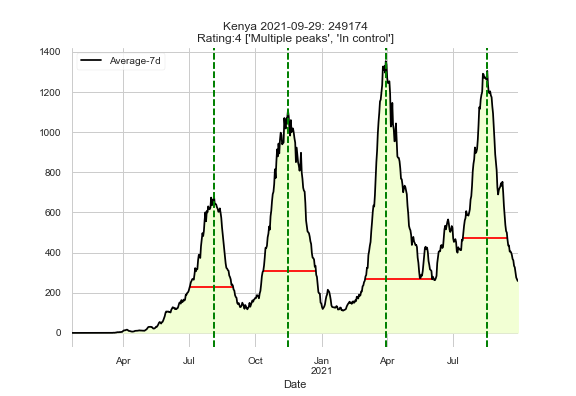 Kenya 2021-09-29: 249174
Rating:4 ['Multiple peaks', 'In control']
Average-7d
1400
1200
1000
800
600
400
200
0
Apr
Jul
Oct
Jan
2021
Apr
Jul
Date